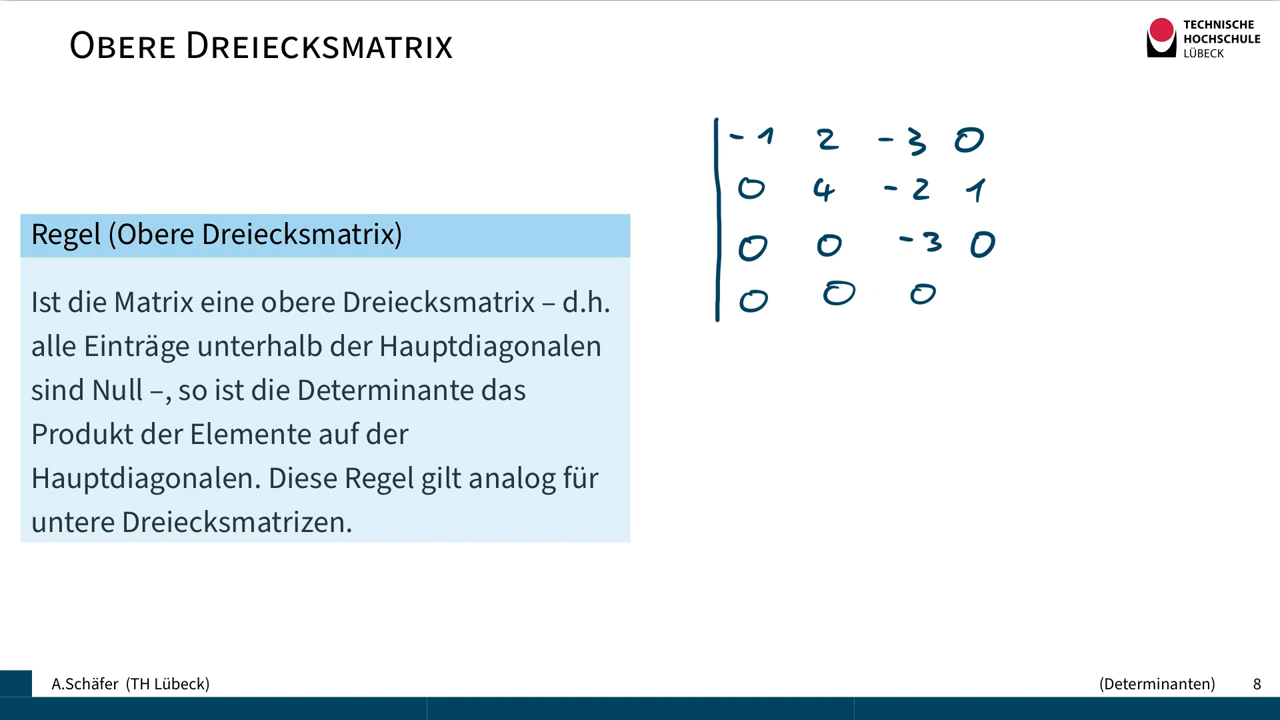 OBERE DREIECKSMATRIX
TECHNISCHE
HOCHSCHULE
LÜBECK
Regel (Obere Dreiecksmatrix)
Ist die Matrix eine obere Dreiecksmatrix – d.h.
alle Einträge unterhalb der Hauptdiagonalen
sind Null –, so ist die Determinante das
Produkt der Elemente auf der
Hauptdiagonalen. Diese Regel gilt analog für
untere Dreiecksmatrizen.
-1 2 -3 0
0 4 -2 1
0 0 -3 0
0 0 0
A.Schäfer (TH Lübeck)
(Determinanten) 8